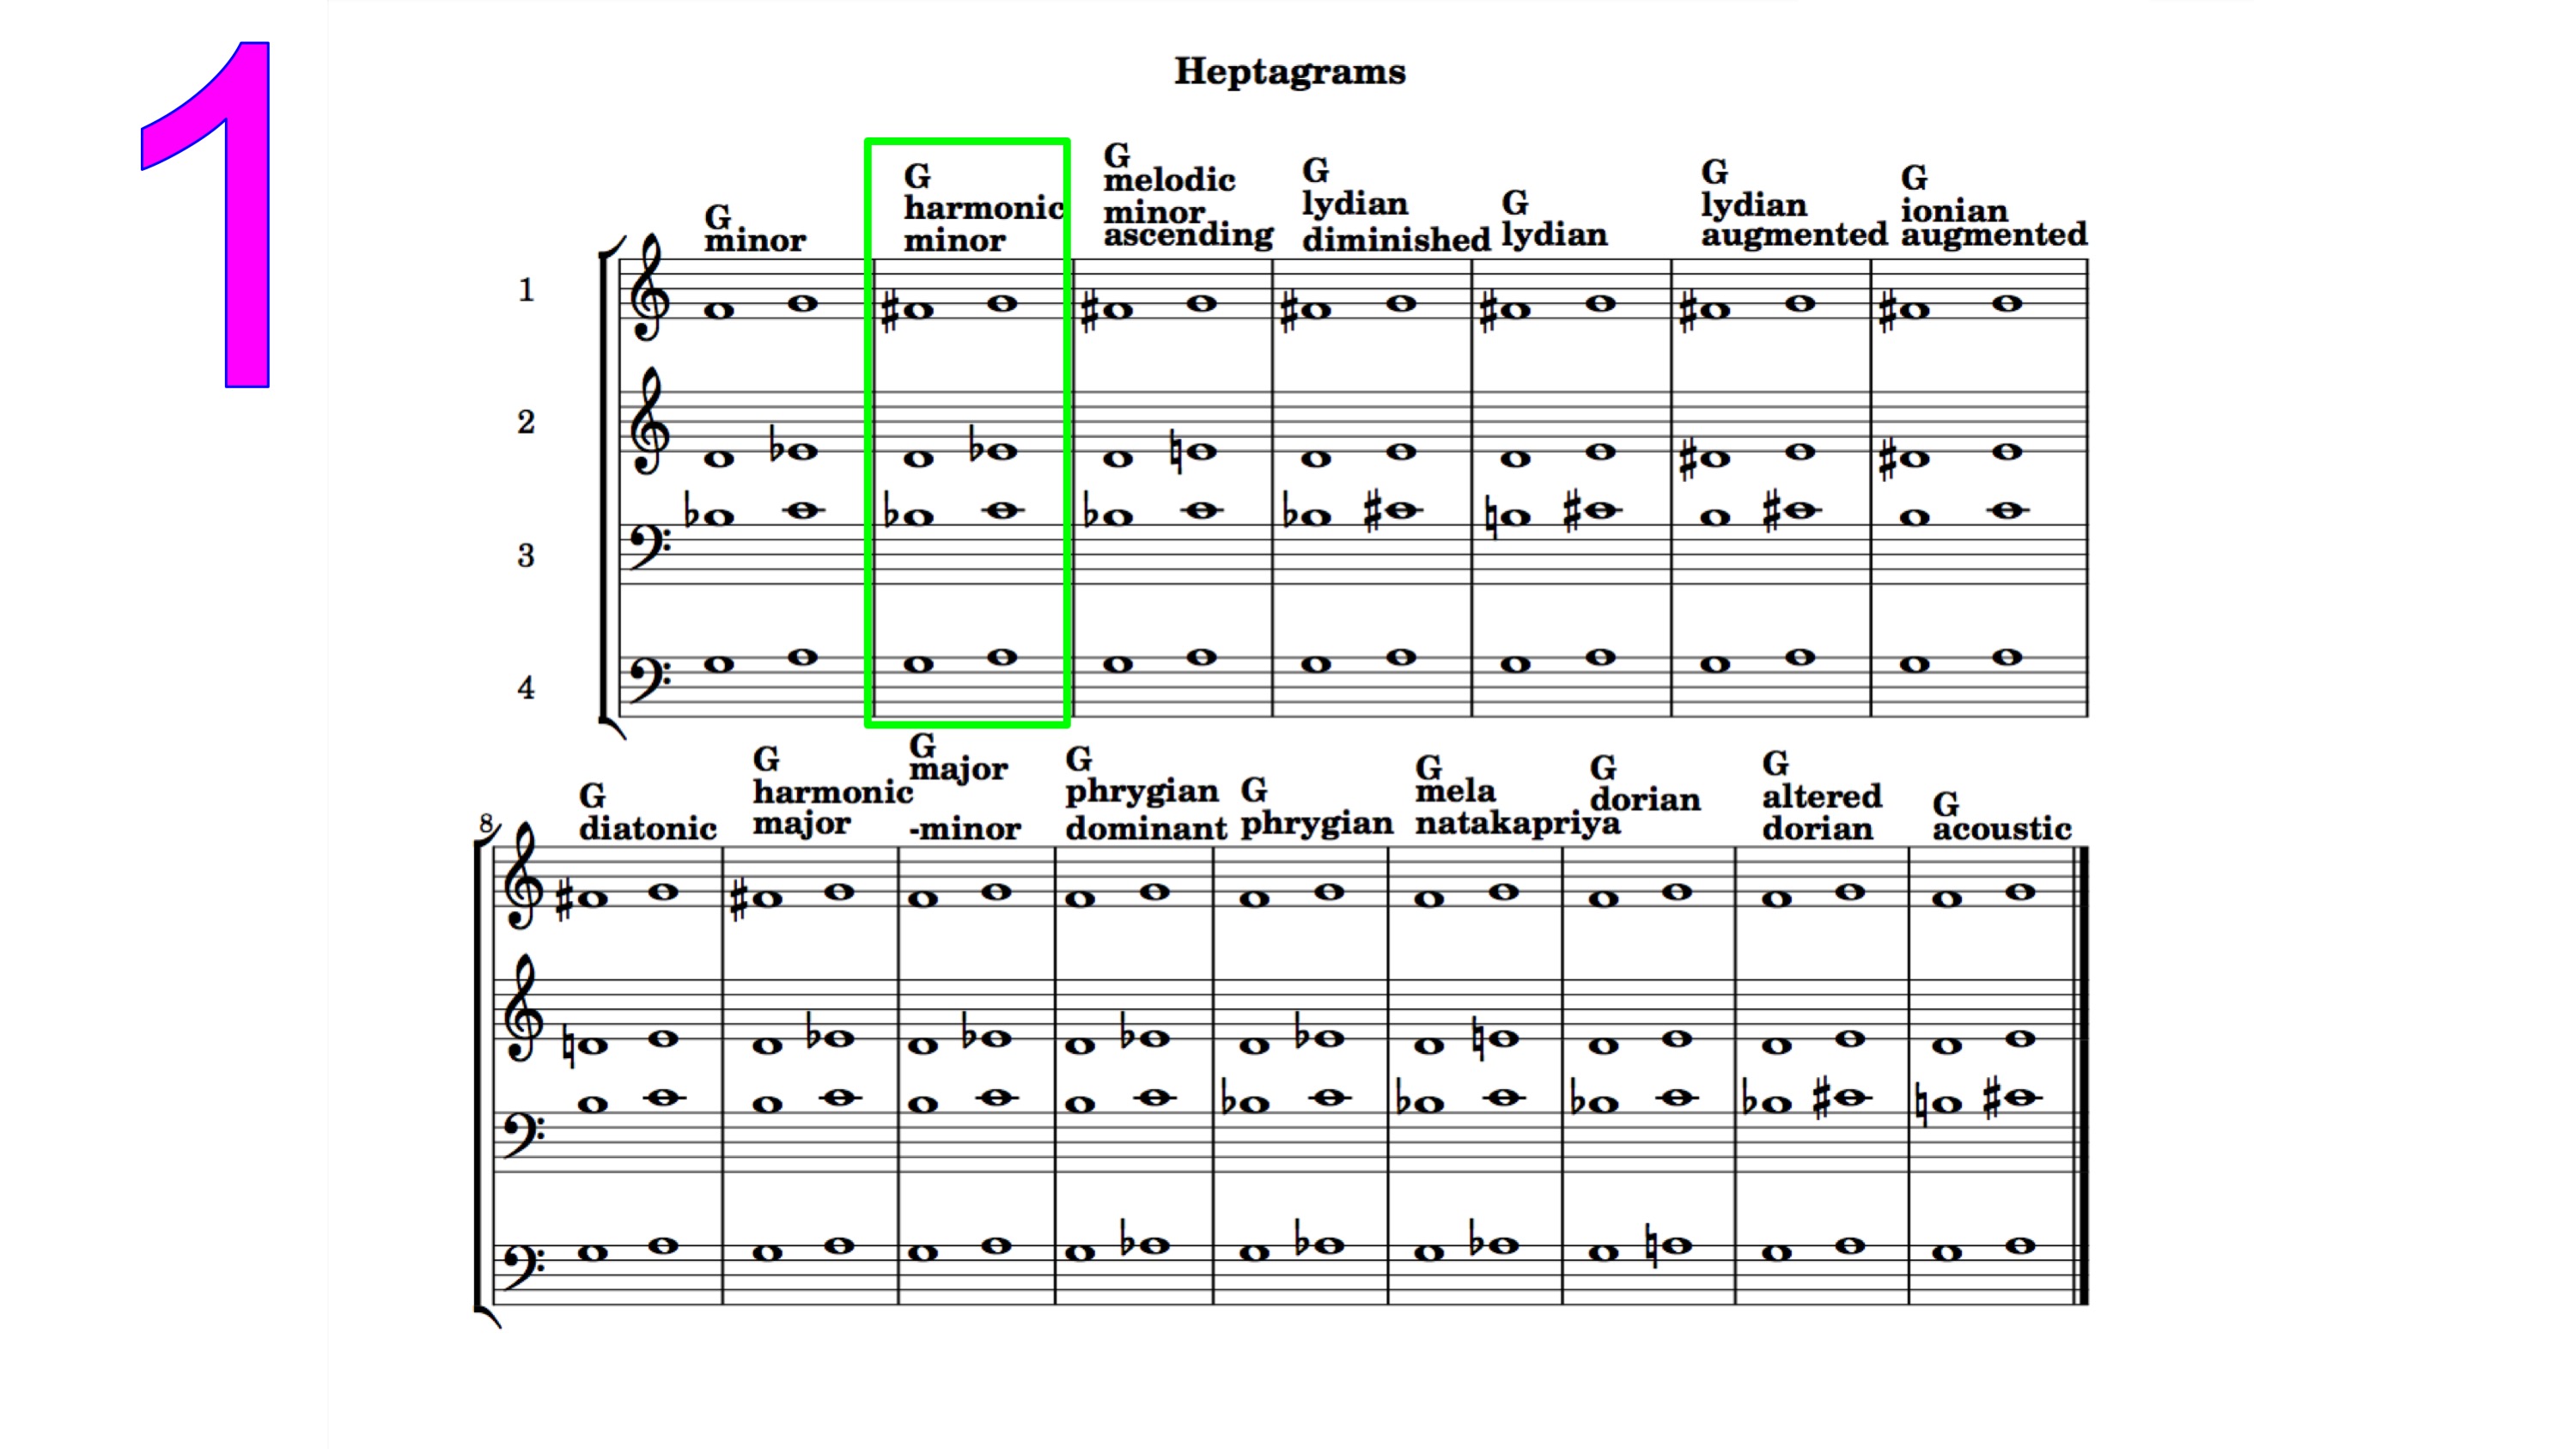 1
Heptagrams
G
minor
G
harmonic
minor
G
melodic
minor
ascending
G
lydian
diminished
G
lydian
G
lydian
augmented
G
ionian
augmented
1
2
3
4
8
G
diatonic
G
harmonic
major
G
major
-minor
G
phrygian
dominant
G
phrygian
G
mela
natakapriya
G
dorian
G
altered
dorian
G
acoustic